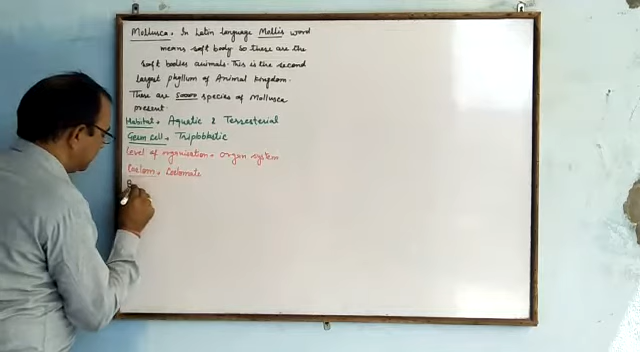 Mollusca. In Latin Language Mollis word
means soft body. So these are the
soft bodies animals. This is the second
largest phyllum of Animal kingdom.
There are 50000 species of Mollusca
present.
Habitat. Aquatic & Terresterial
Germ cell. Triploblastic
Level of organisation. organ system
Coelom. Coelomate